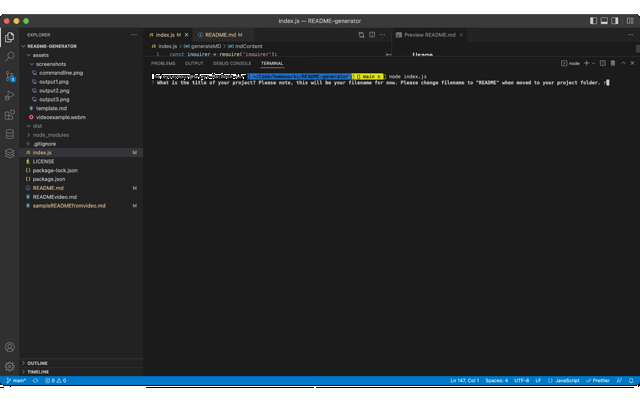 index.js — README-generator
EXPLORER
README-GENERATOR
assets
screenshots
commandline.png
output1.png
output2.png
output3.png
template.md
videoexample.webm
dist
node_modules
.gitignore
index.js M
LICENSE
package-lock.json
package.json
README.md M
READMEvideo.md
sampleREADMEfromvideo.md M
OUTLINE
TIMELINE
index.js M
README.md M
Preview README.md
index.js > generateMD > mdContent
const inquirer = require('inquirer');
Usage
PROBLEMS OUTPUT DEBUG CONSOLE TERMINAL
node
~/Code/homeworks/README-generator main node index.js
What is the title of your project? Please note, this will be your filename for now. Please change filename to "README" when moved to your project folder.
main* 0 0 Ln 147, Col 1 Spaces: 4 UTF-8 LF JavaScript Prettier